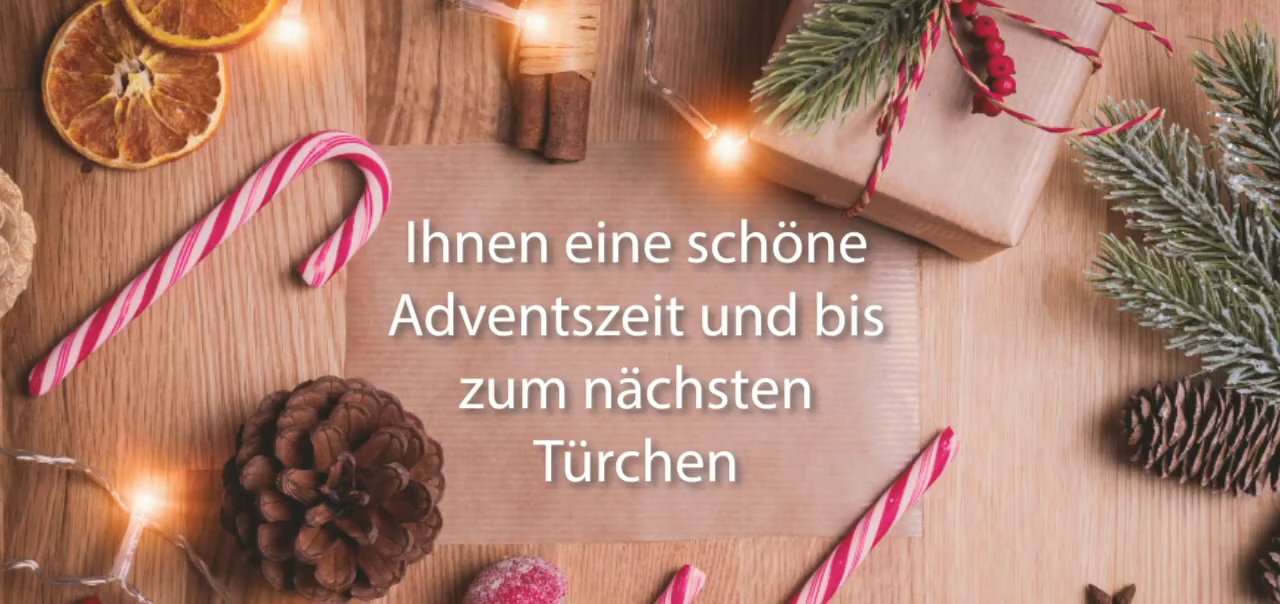 Ihnen eine schöne
Adventszeit und bis
zum nächsten
Türchen